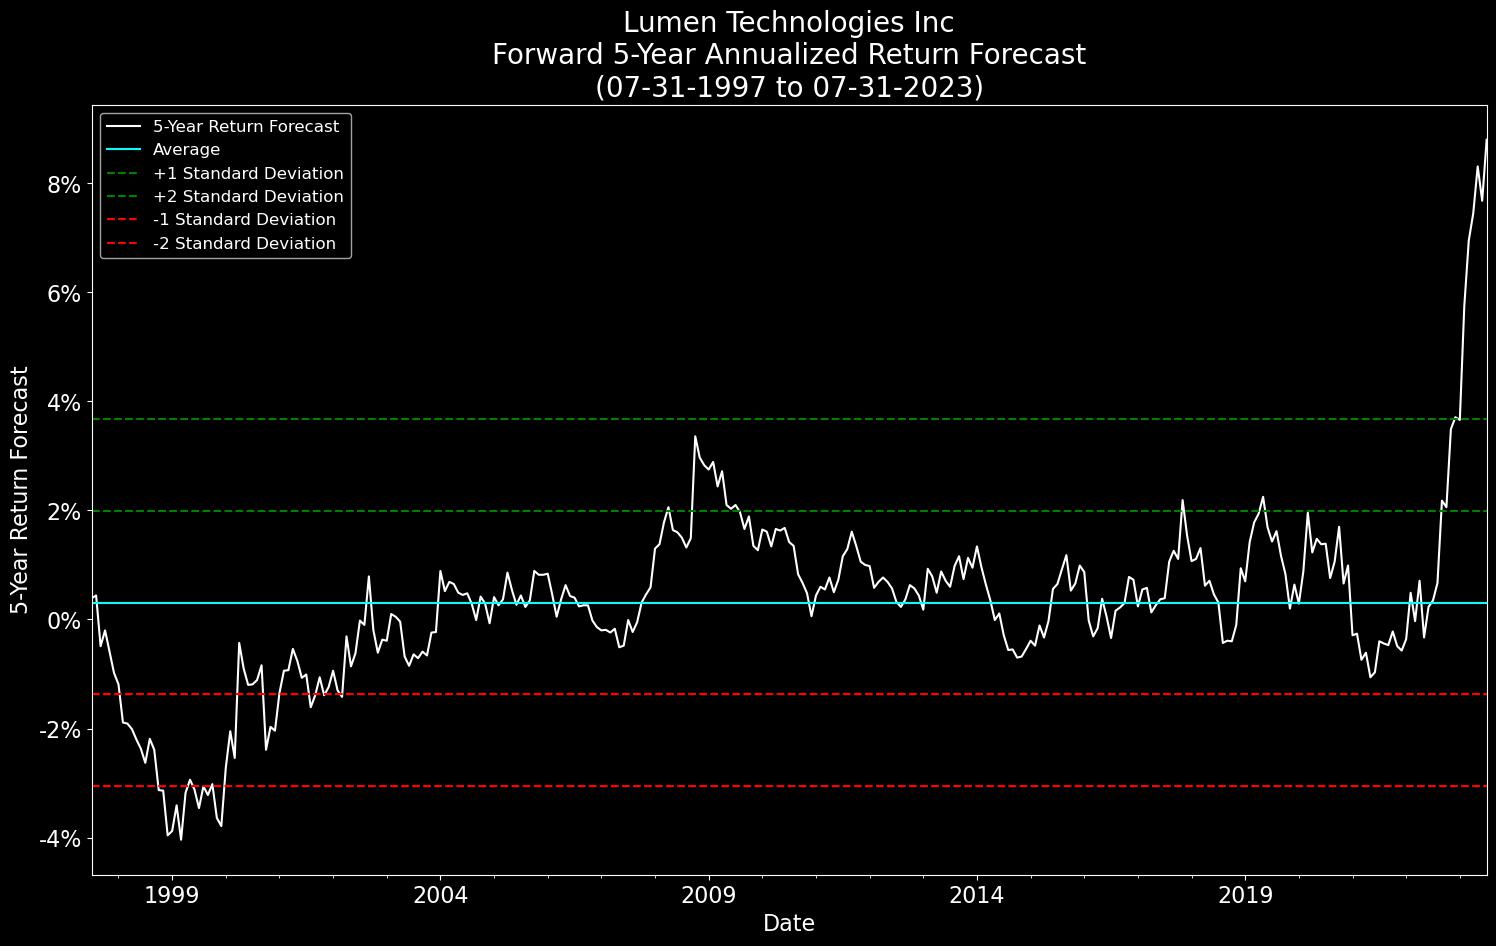 Lumen Technologies Inc
Forward 5-Year Annualized Return Forecast
(07-31-1997 to 07-31-2023)
5-Year Return Forecast
Average
+1 Standard Deviation
+2 Standard Deviation
-1 Standard Deviation
-2 Standard Deviation
8%
6%
4%
2%
0%
-2%
-4%
5-Year Return Forecast
1999 2004 2009 2014 2019
Date